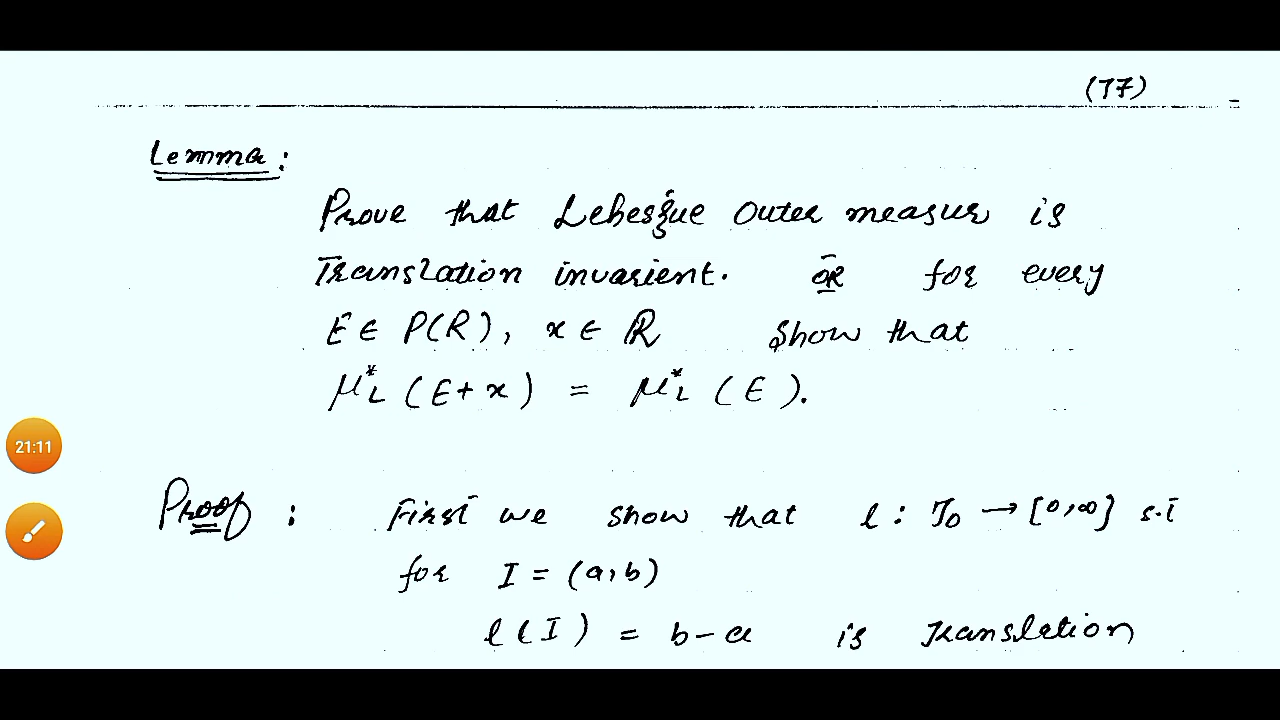 (77)
Lemma:
Prove that Lebesgue Outer measur is
Translation invarient. OR for every
E ∈ P(R), x ∈ R Show that
μ*L (E+x) = μ*L (E).
21:11
Proof: First we show that l : J0 → [0,∞] s.t
for I = (a,b)
l(I) = b-a is Translation